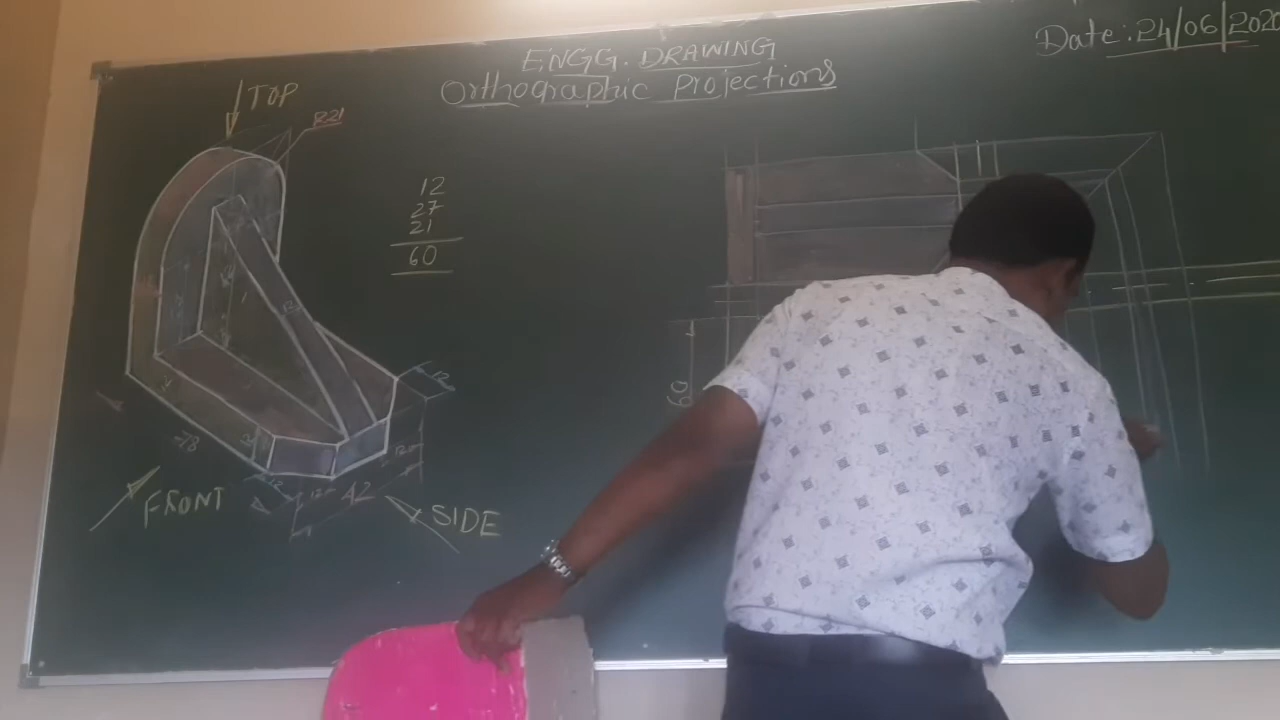 ENGG. DRAWING
Orthographic Projections
Date: 24/06/2020
TOP
R21
12
27
21
60
60
78
12
12
42
FRONT
SIDE